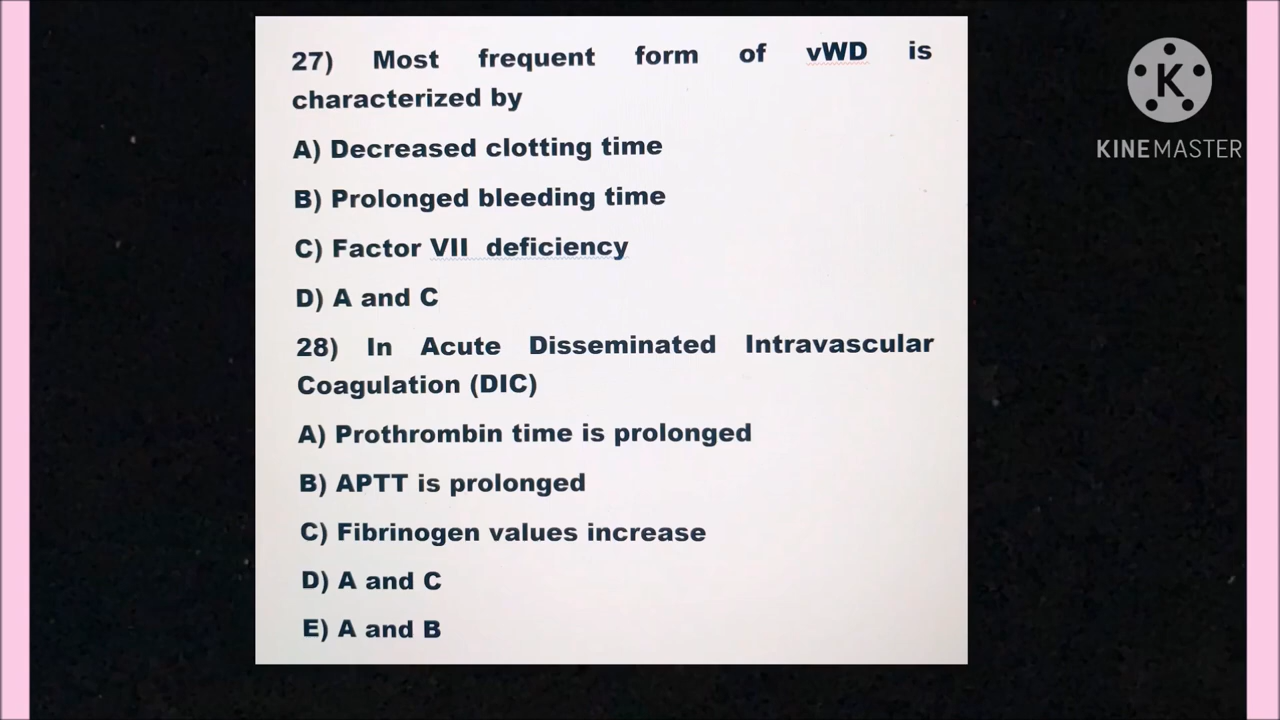 27) Most frequent form of vWD is
characterized by
A) Decreased clotting time
B) Prolonged bleeding time
C) Factor VII deficiency
D) A and C
28) In Acute Disseminated Intravascular
Coagulation (DIC)
A) Prothrombin time is prolonged
B) APTT is prolonged
C) Fibrinogen values increase
D) A and C
E) A and B
K
KINEMASTER